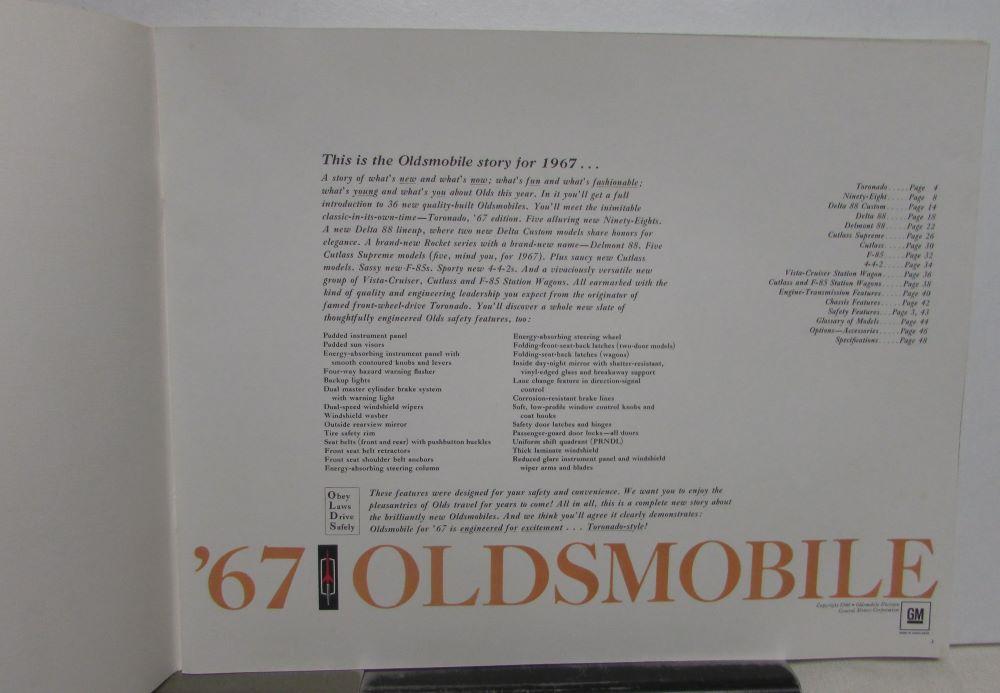 This is the Oldsmobile story for 1967 . . .
A story of what's new and what's now; what's fun and what's fashionable;
what's young and what's you about Olds this year. In it you'll get a full
introduction to 36 new quality-built Oldsmobiles. You'll meet the inimitable
classic-in-its-own-time—Toronado, '67 edition. Five alluring new Ninety-Eights.
A new Delta 88 lineup, where two new Delta Custom models share honors for
elegance. A brand-new Rocket series with a brand-new name—Delmont 88. Five
Cutlass Supreme models (five, mind you, for 1967). Plus saucy new Cutlass
models. Sassy new F-85s. Sporty new 4-4-2s. And a vivaciously versatile new
group of Vista-Cruiser, Cutlass and F-85 Station Wagons. All earmarked with the
kind of quality and engineering leadership you expect from the originator of
famed front-wheel-drive Toronado. You'll discover a whole new slate of
thoughtfully engineered Olds safety features, too:
Padded instrument panel
Padded sun visors
Energy-absorbing instrument panel with
smooth contoured knobs and levers
Four-way hazard warning flasher
Backup lights
Dual master cylinder brake system
with warning light
Dual-speed windshield wipers
Windshield washer
Outside rearview mirror
Tire safety rim
Seat belts (front and rear) with pushbutton buckles
Front seat belt retractors
Front seat shoulder belt anchors
Energy-absorbing steering column
Energy-absorbing steering wheel
Folding-front-seat-back latches (two-door models)
Folding-seat-back latches (wagons)
Inside day-night mirror with shatter-resistant,
vinyl-edged glass and breakaway support
Lane change feature in direction-signal
control
Corrosion-resistant brake lines
Soft, low-profile window control knobs and
coat hooks
Safety door latches and hinges
Passenger-guard door locks—all doors
Uniform shift quadrant (PRNDL)
Thick laminate windshield
Reduced glare instrument panel and windshield
wiper arms and blades
Toronado . . . . . Page 4
Ninety-Eight . . . . . Page 8
Delta 88 Custom . . . . . Page 14
Delta 88 . . . . . Page 18
Delmont 88 . . . . . Page 22
Cutlass Supreme . . . . . Page 26
Cutlass . . . . . Page 30
F-85 . . . . . Page 32
4-4-2 . . . . . Page 34
Vista-Cruiser Station Wagon . . . . . Page 36
Cutlass and F-85 Station Wagons . . . . . Page 38
Engine-Transmission Features . . . . . Page 40
Chassis Features . . . . . Page 42
Safety Features . . . Page 3, 43
Glossary of Models . . . . . Page 44
Options—Accessories . . . . . Page 46
Specifications . . . . . Page 48
Obey
Laws
Drive
Safely
These features were designed for your safety and convenience. We want you to enjoy the
pleasantries of Olds travel for years to come! All in all, this is a complete new story about
the brilliantly new Oldsmobiles. And we think you'll agree it clearly demonstrates:
Oldsmobile for '67 is engineered for excitement . . . Toronado-style!
'67 OLDSMOBILE
Copyright 1966 • Oldsmobile Division
General Motors Corporation
GM
3